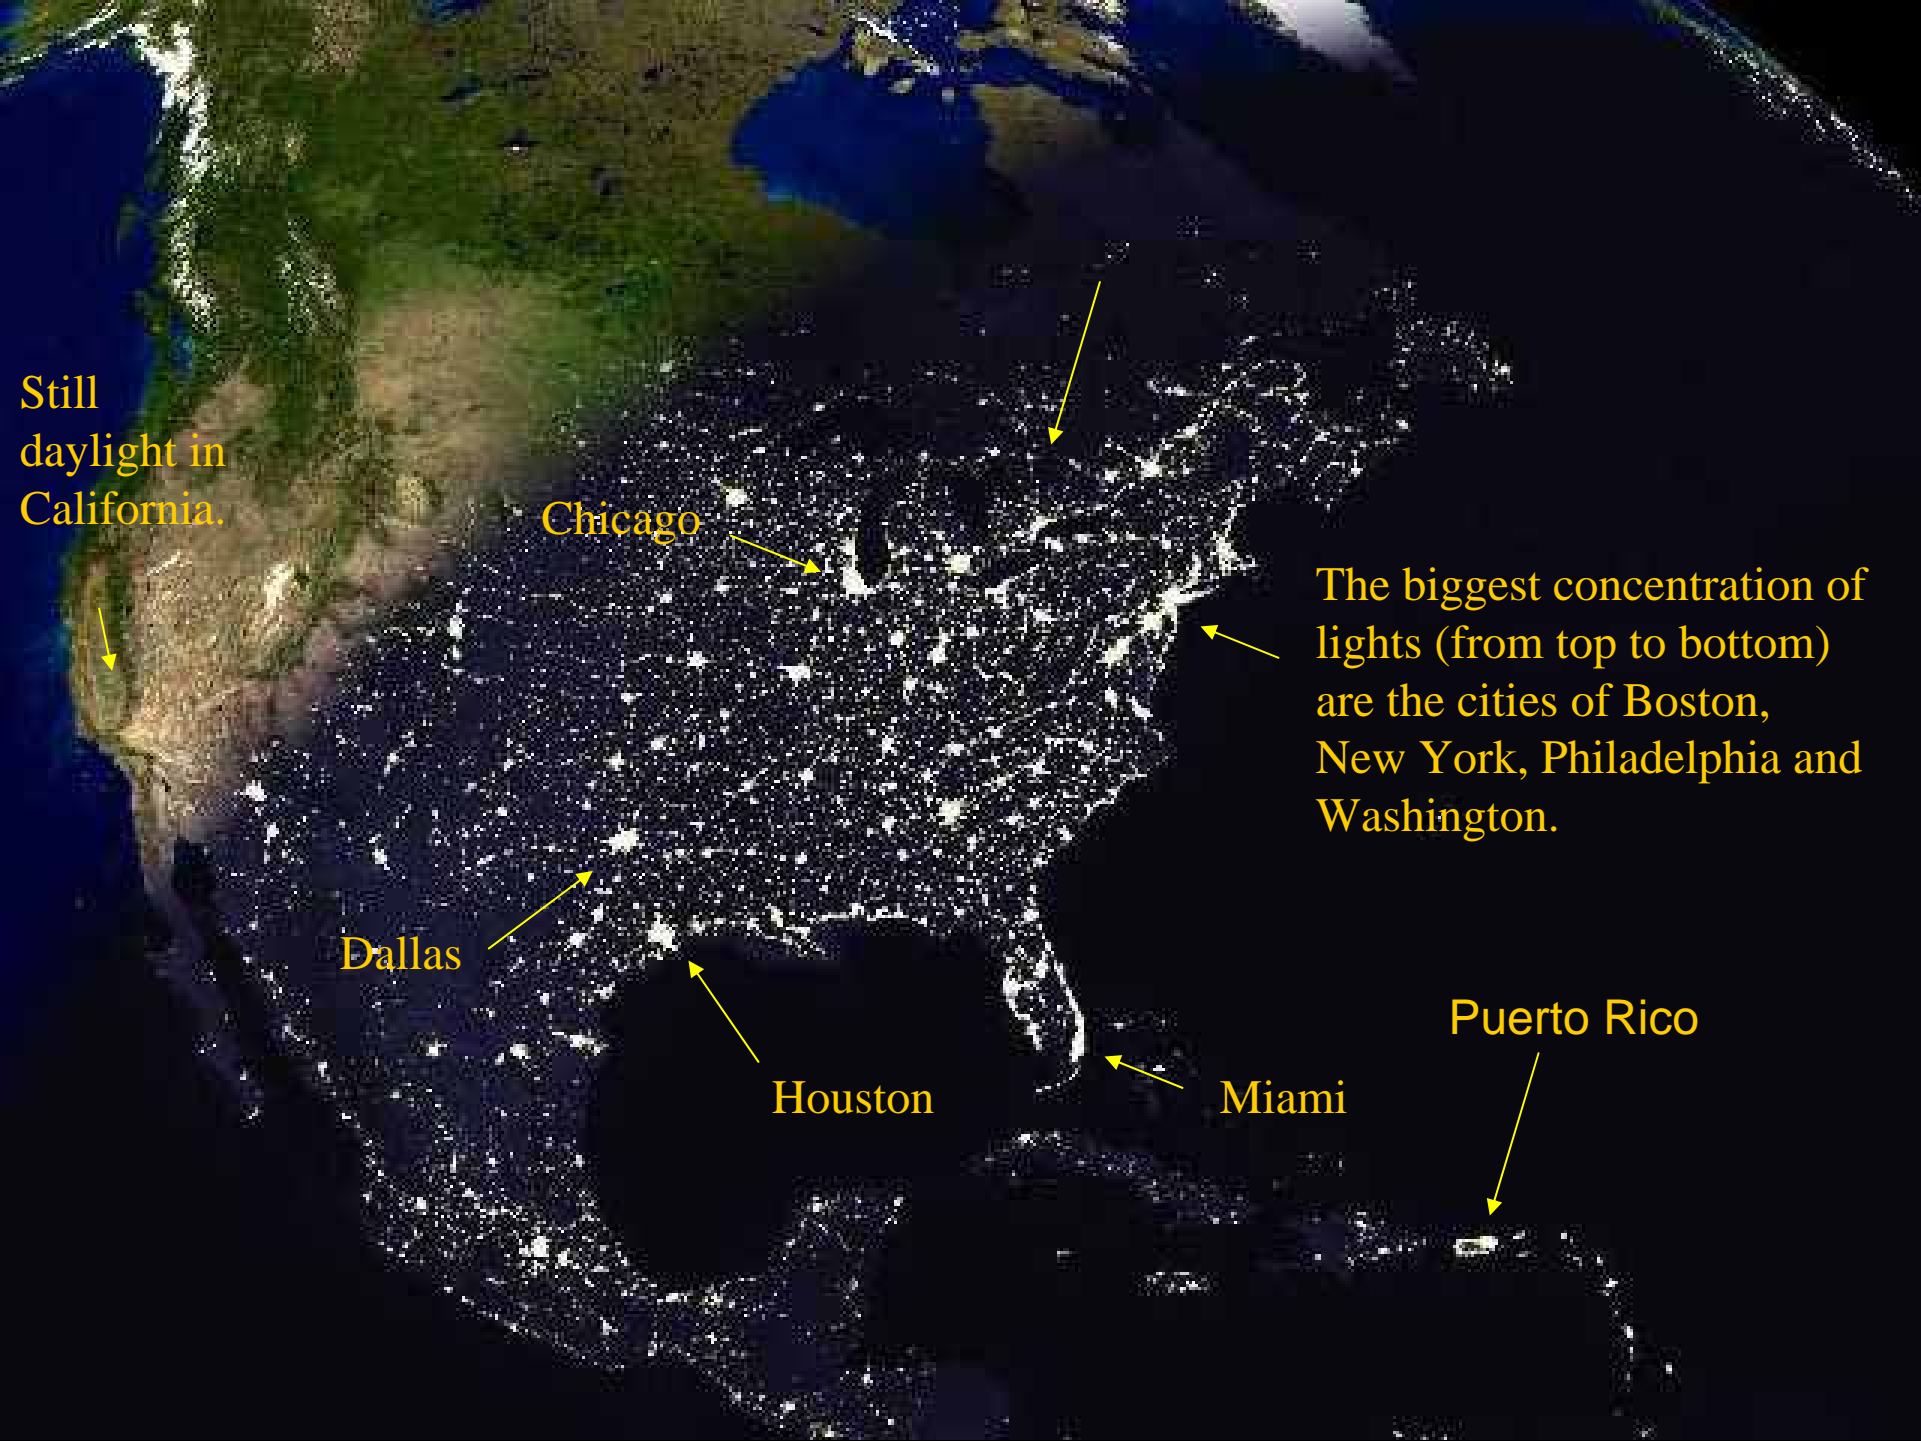 Still
daylight in
California.
Chicago
The biggest concentration of
lights (from top to bottom)
are the cities of Boston,
New York, Philadelphia and
Washington.
Dallas
Houston
Miami
Puerto Rico